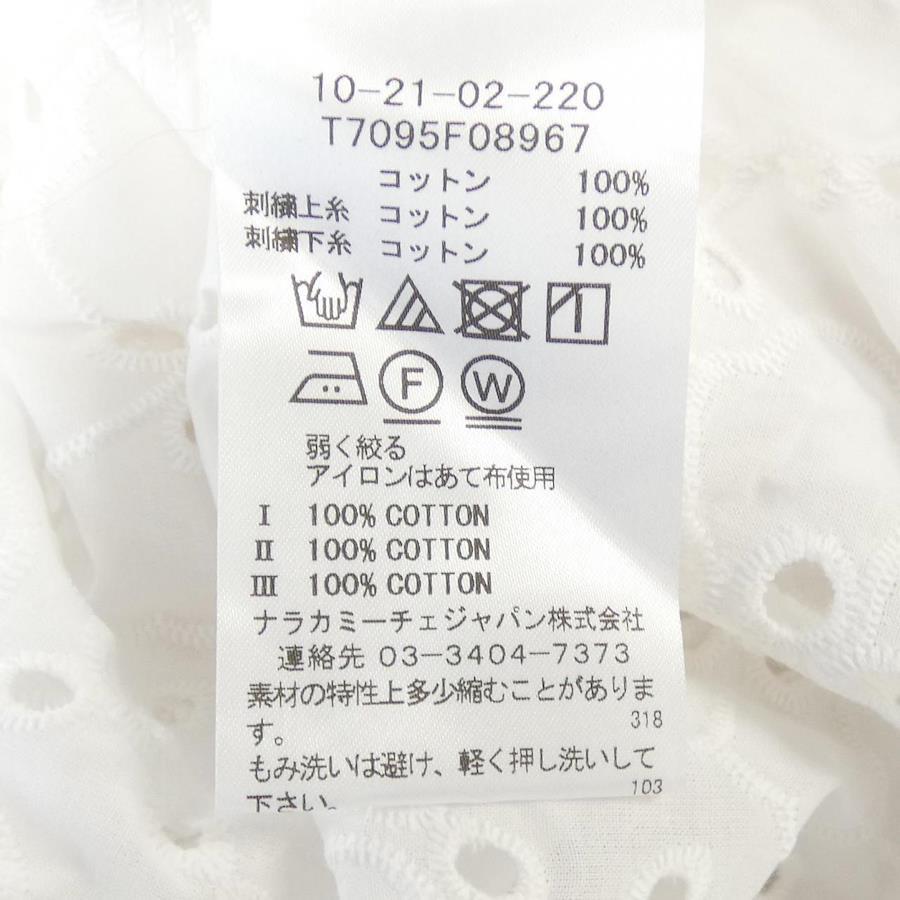 10-21-02-220
T7095F08967
コットン 100%
刺繍上糸 コットン 100%
刺繍下糸 コットン 100%
F W
弱く絞る
アイロンはあて布使用
Ⅰ 100% COTTON
Ⅱ 100% COTTON
Ⅲ 100% COTTON
ナラカミーチェジャパン株式会社
連絡先 03-3404-7373
素材の特性上多少縮むことがありま
す。 318
もみ洗いは避け、軽く押し洗いして
下さい。 103